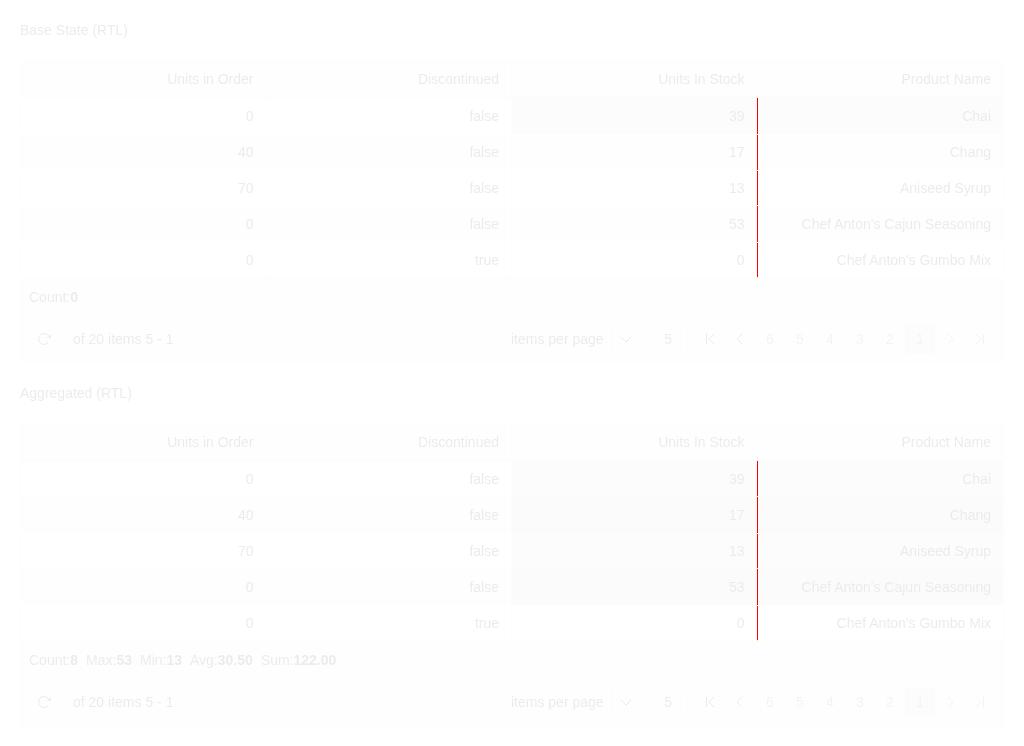 Base State (RTL)
Units in Order Discontinued Units In Stock Product Name
0 false 39 Chai
40 false 17 Chang
70 false 13 Aniseed Syrup
0 false 53 Chef Anton's Cajun Seasoning
0 true 0 Chef Anton's Gumbo Mix
Count:0
of 20 items 5 - 1 items per page 5 6 5 4 3 2 1
Aggregated (RTL)
Units in Order Discontinued Units In Stock Product Name
0 false 39 Chai
40 false 17 Chang
70 false 13 Aniseed Syrup
0 false 53 Chef Anton's Cajun Seasoning
0 true 0 Chef Anton's Gumbo Mix
Count:8 Max:53 Min:13 Avg:30.50 Sum:122.00
of 20 items 5 - 1 items per page 5 6 5 4 3 2 1